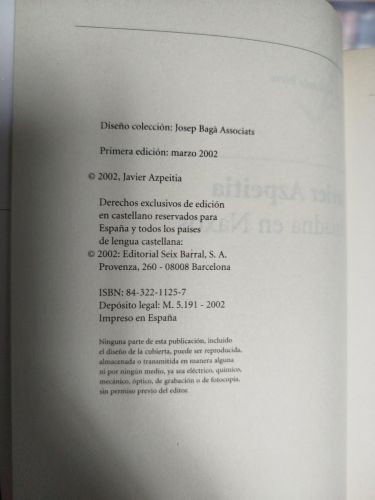 Diseño colección: Josep Bagà Associats
Primera edición: marzo 2002
© 2002, Javier Azpeitia
Derechos exclusivos de edición
en castellano reservados para
España y todos los países
de lengua castellana:
© 2002: Editorial Seix Barral, S. A.
Provenza, 260 - 08008 Barcelona
ISBN: 84-322-1125-7
Depósito legal: M. 5.191 - 2002
Impreso en España
Ninguna parte de esta publicación, incluido
el diseño de la cubierta, puede ser reproducida,
almacenada o transmitida en manera alguna
ni por ningún medio, ya sea eléctrico, químico,
mecánico, óptico, de grabación o de fotocopia,
sin permiso previo del editor.